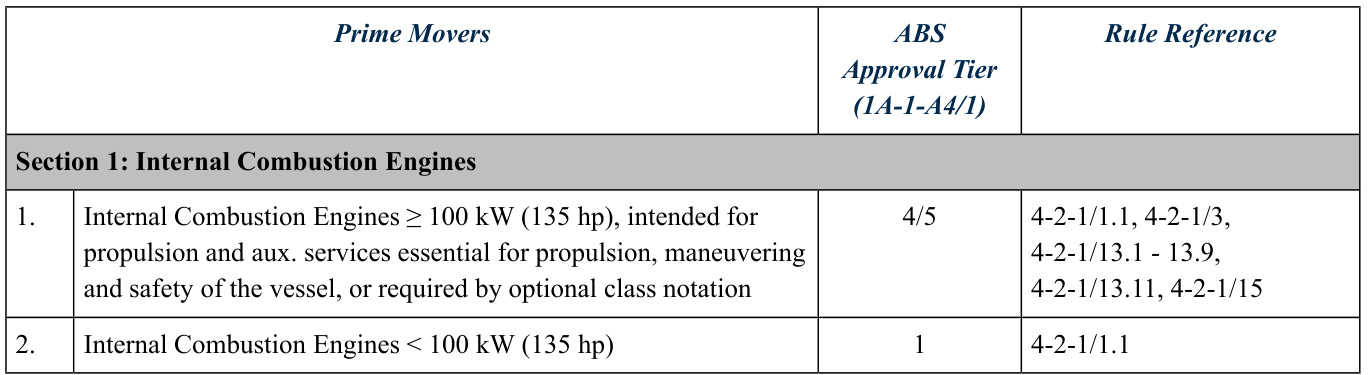 Prime Movers
ABS
Approval Tier
(1A-1-A4/1)
Rule Reference
Section 1: Internal Combustion Engines
1.
Internal Combustion Engines ≥ 100 kW (135 hp), intended for
propulsion and aux. services essential for propulsion, maneuvering
and safety of the vessel, or required by optional class notation
4/5
4-2-1/1.1, 4-2-1/3,
4-2-1/13.1 - 13.9,
4-2-1/13.11, 4-2-1/15
2.
Internal Combustion Engines < 100 kW (135 hp)
1
4-2-1/1.1